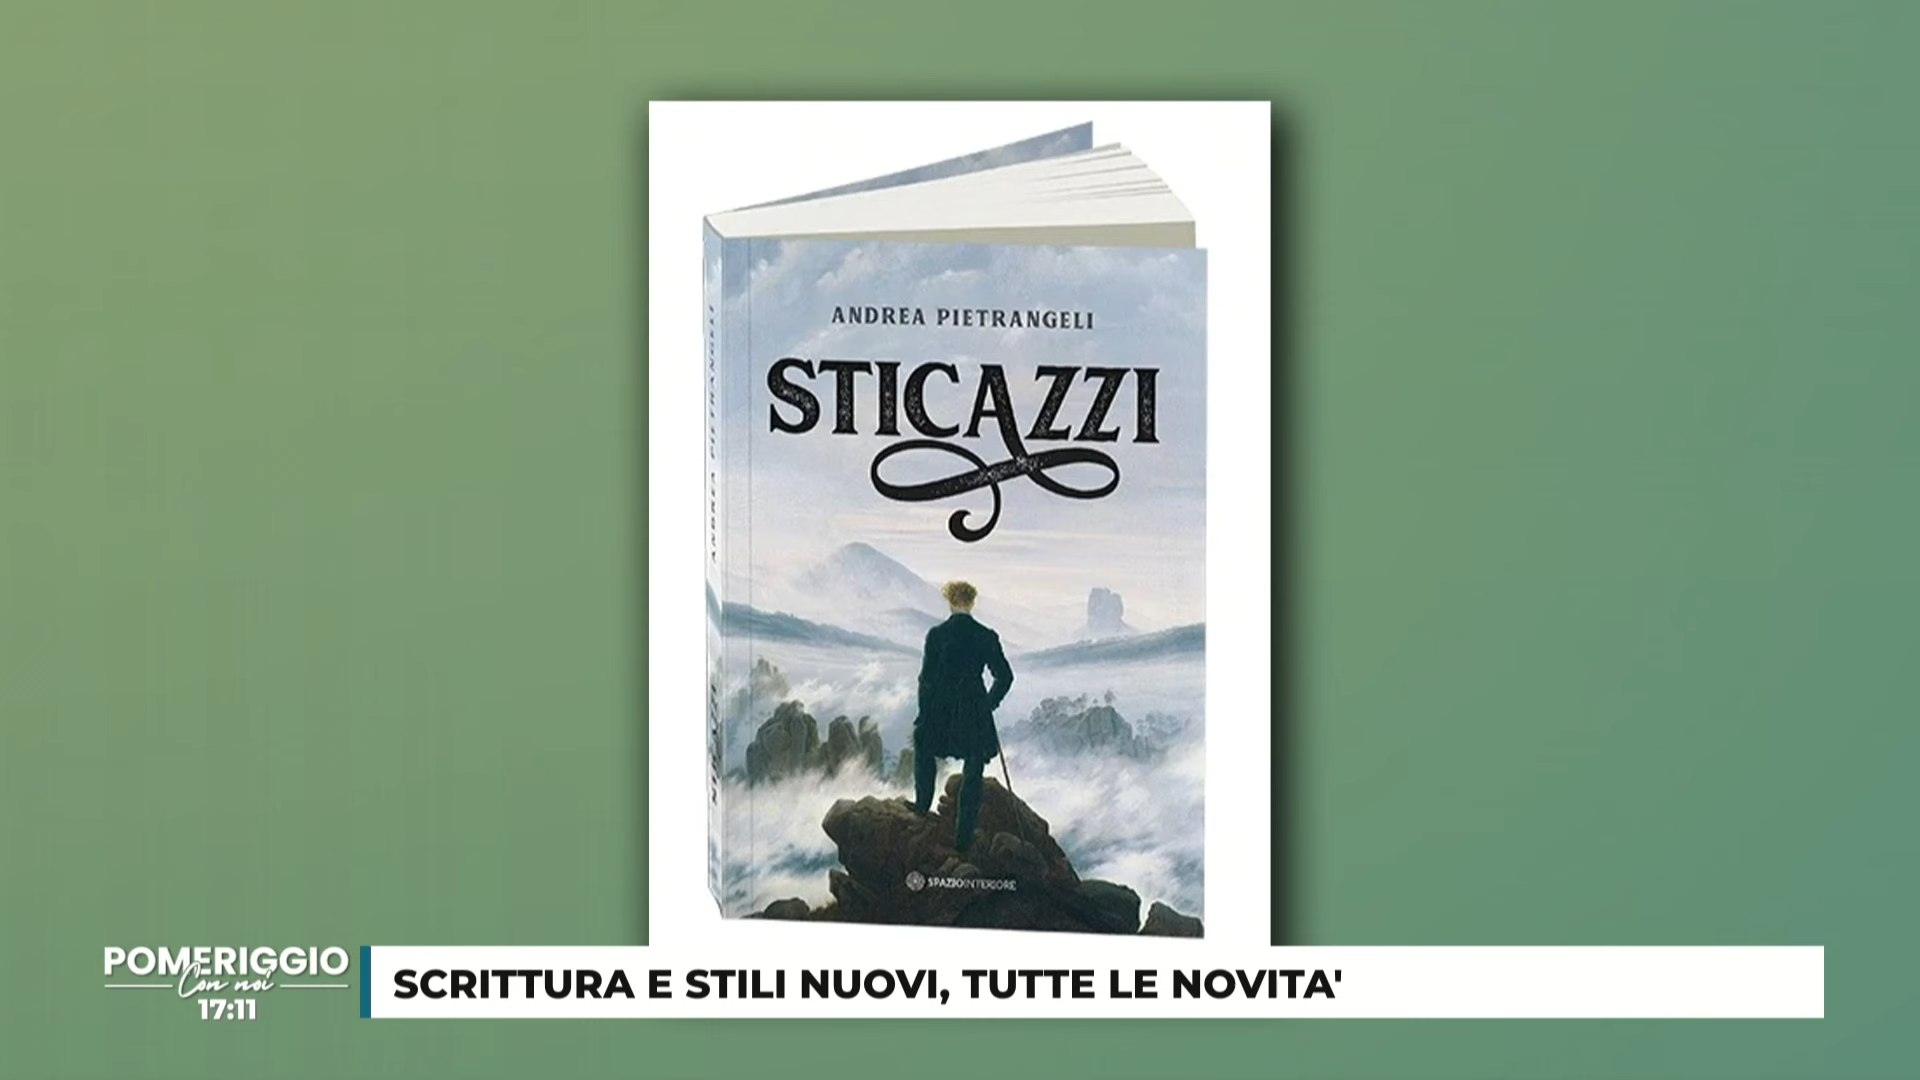 ANDREA PIETRANGELI
STICAZZI
ANDREA PIETRANGELI
STICAZZI
SPAZIOINTERIORE
POMERIGGIO
Con noi
17:11
SCRITTURA E STILI NUOVI, TUTTE LE NOVITA'